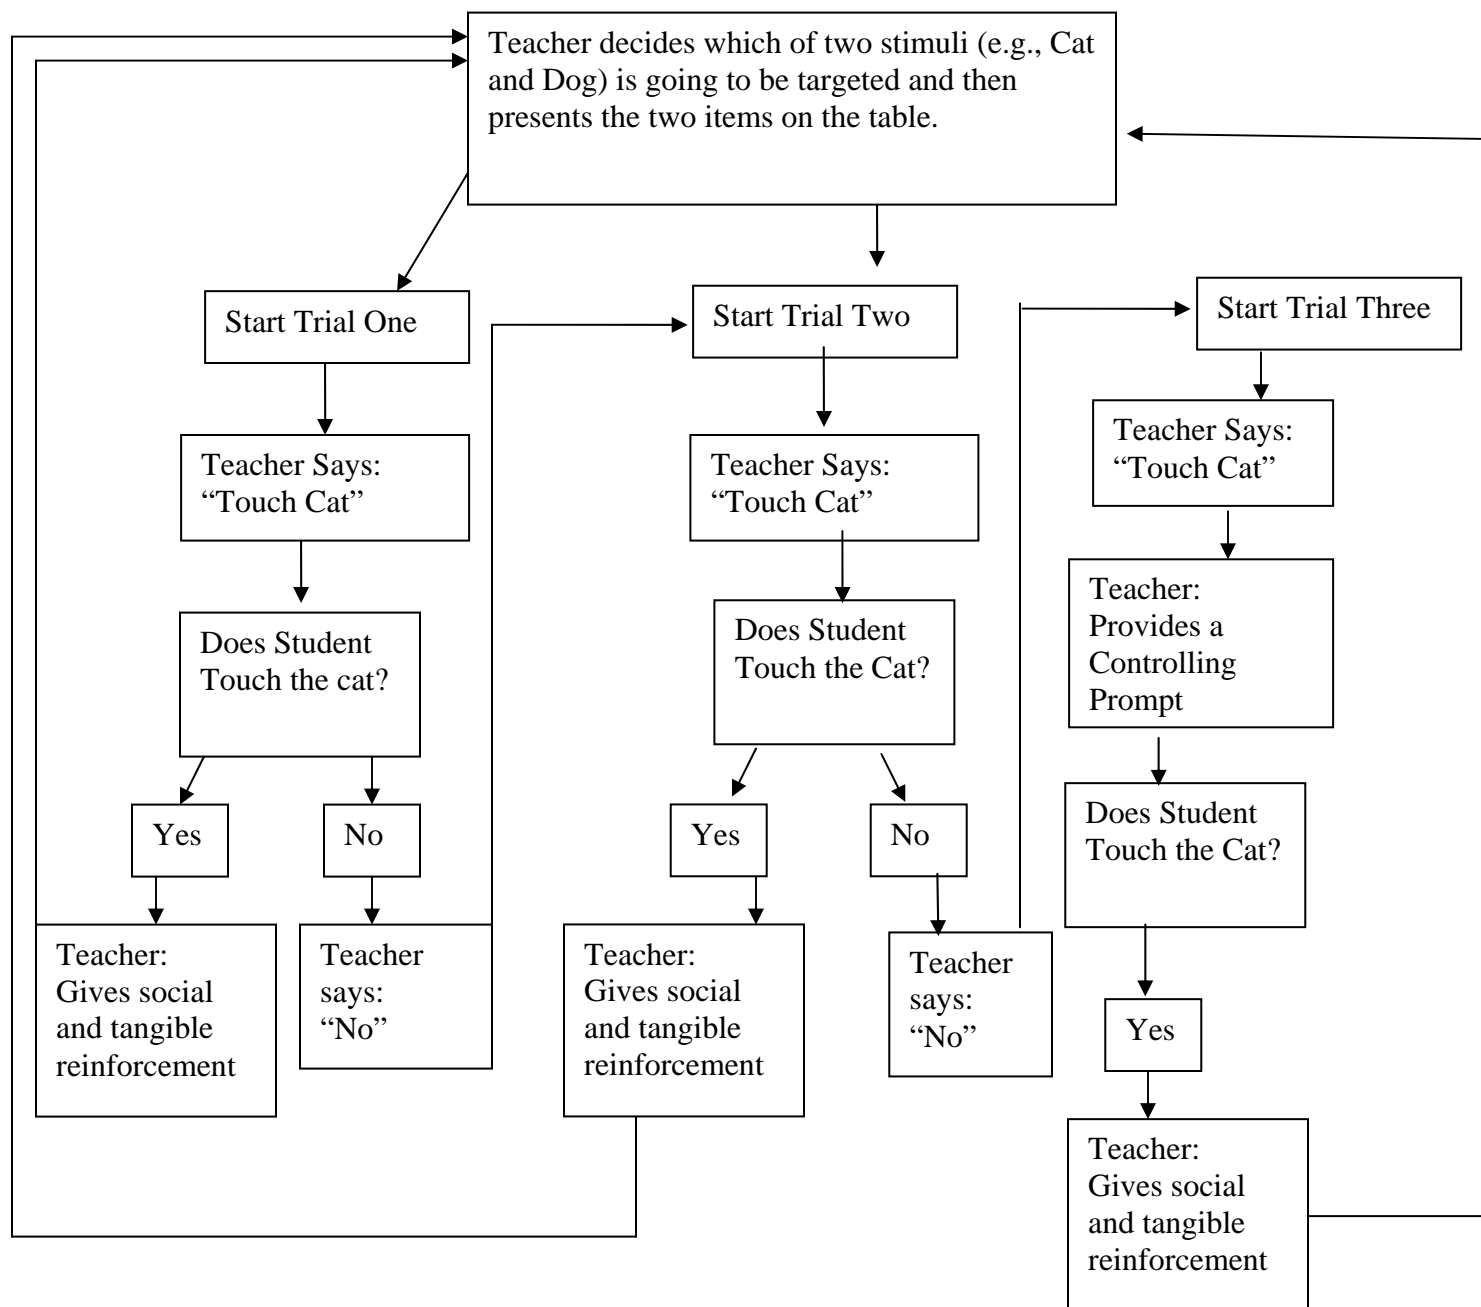 Teacher decides which of two stimuli (e.g., Cat
and Dog) is going to be targeted and then
presents the two items on the table.
Start Trial One
Teacher Says:
“Touch Cat”
Does Student
Touch the cat?
Yes
No
Teacher:
Gives social
and tangible
reinforcement
Teacher
says:
“No”
Start Trial Two
Teacher Says:
“Touch Cat”
Does Student
Touch the Cat?
Yes
No
Teacher:
Gives social
and tangible
reinforcement
Teacher
says:
“No”
Start Trial Three
Teacher Says:
“Touch Cat”
Teacher:
Provides a
Controlling
Prompt
Does Student
Touch the Cat?
Yes
Teacher:
Gives social
and tangible
reinforcement